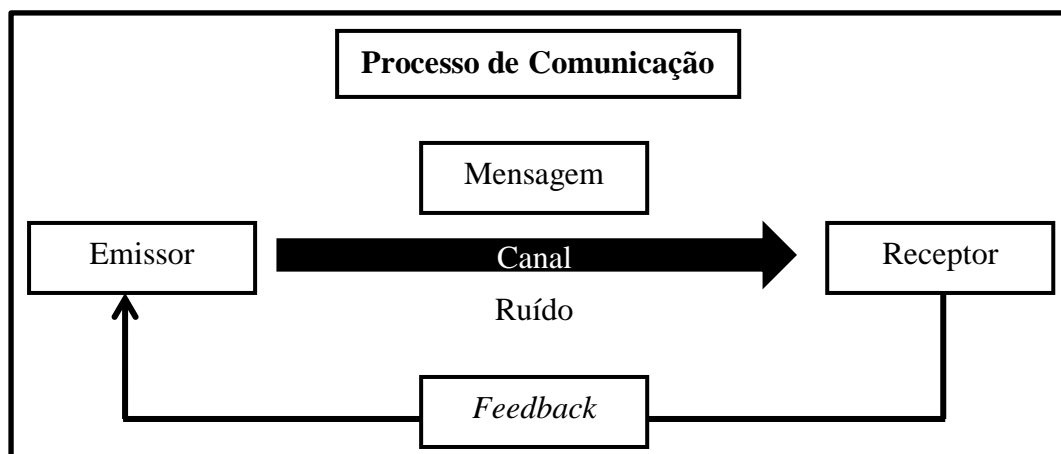 Processo de Comunicação
Mensagem
Emissor
Canal
Receptor
Ruído
Feedback